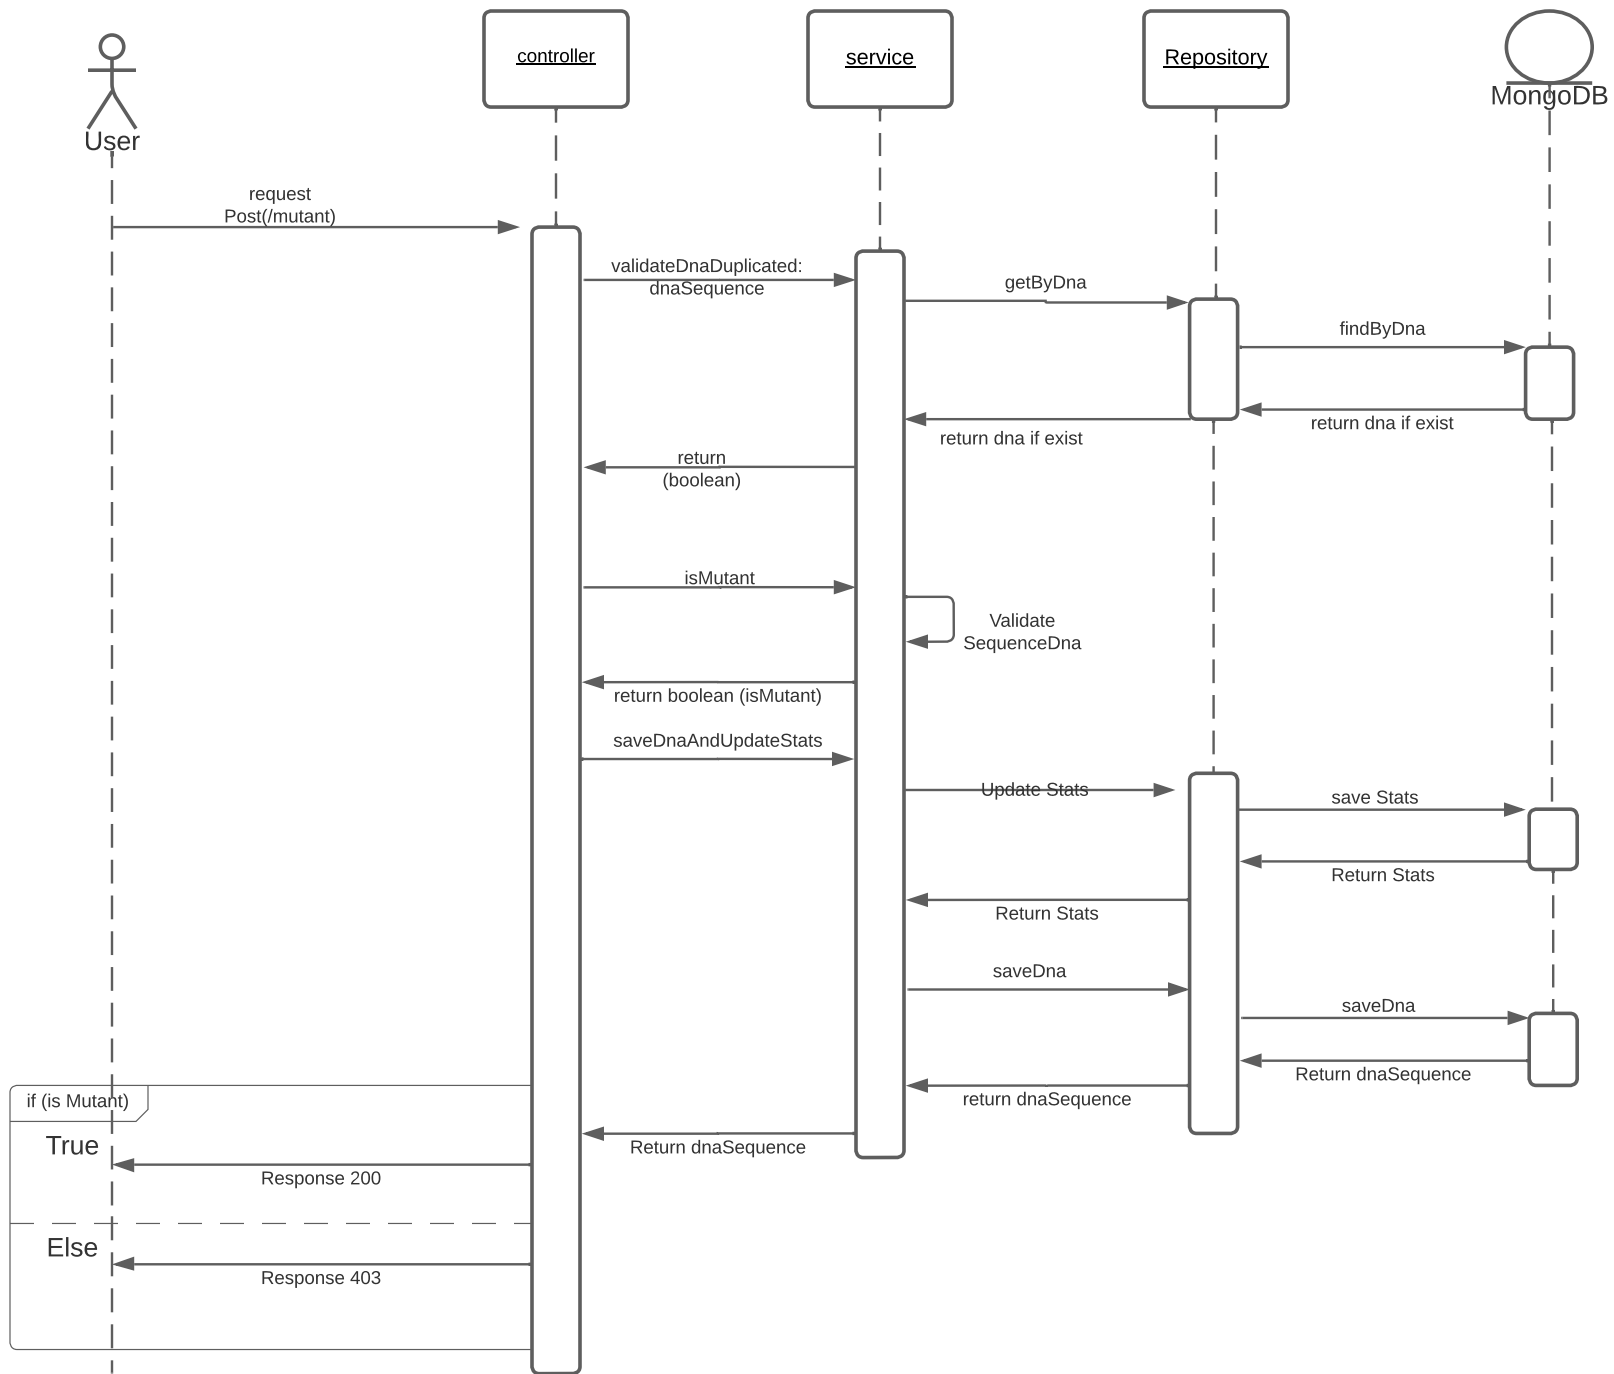 controller
service
Repository
MongoDB
User
request
Post(/mutant)
validateDnaDuplicated:
dnaSequence
getByDna
findByDna
return dna if exist
return dna if exist
return
(boolean)
isMutant
Validate
SequenceDna
return boolean (isMutant)
saveDnaAndUpdateStats
Update Stats
save Stats
Return Stats
Return Stats
saveDna
saveDna
Return dnaSequence
return dnaSequence
if (is Mutant)
True
Return dnaSequence
Response 200
Else
Response 403